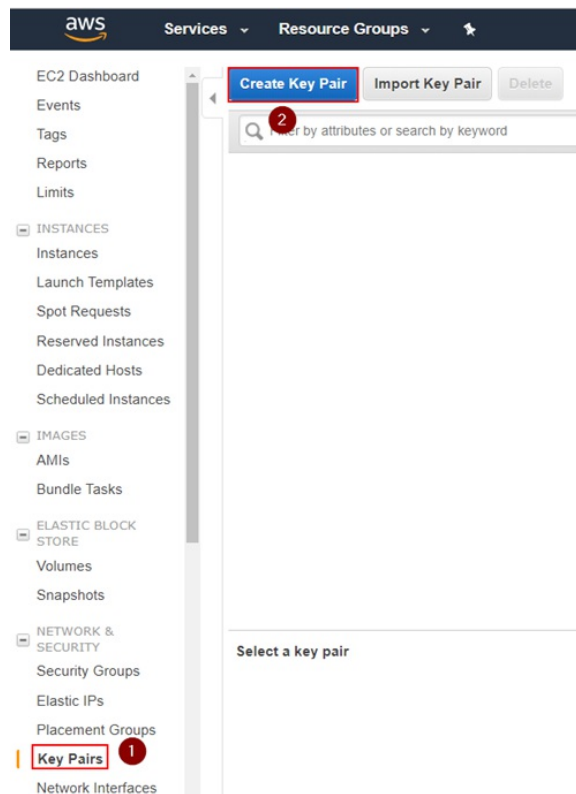 aws Services Resource Groups
EC2 Dashboard
Events
Tags
Reports
Limits
INSTANCES
Instances
Launch Templates
Spot Requests
Reserved Instances
Dedicated Hosts
Scheduled Instances
IMAGES
AMIs
Bundle Tasks
ELASTIC BLOCK
STORE
Volumes
Snapshots
NETWORK &
SECURITY
Security Groups
Elastic IPs
Placement Groups
Key Pairs 1
Network Interfaces
Create Key Pair Import Key Pair Delete
2
by attributes or search by keyword
Select a key pair